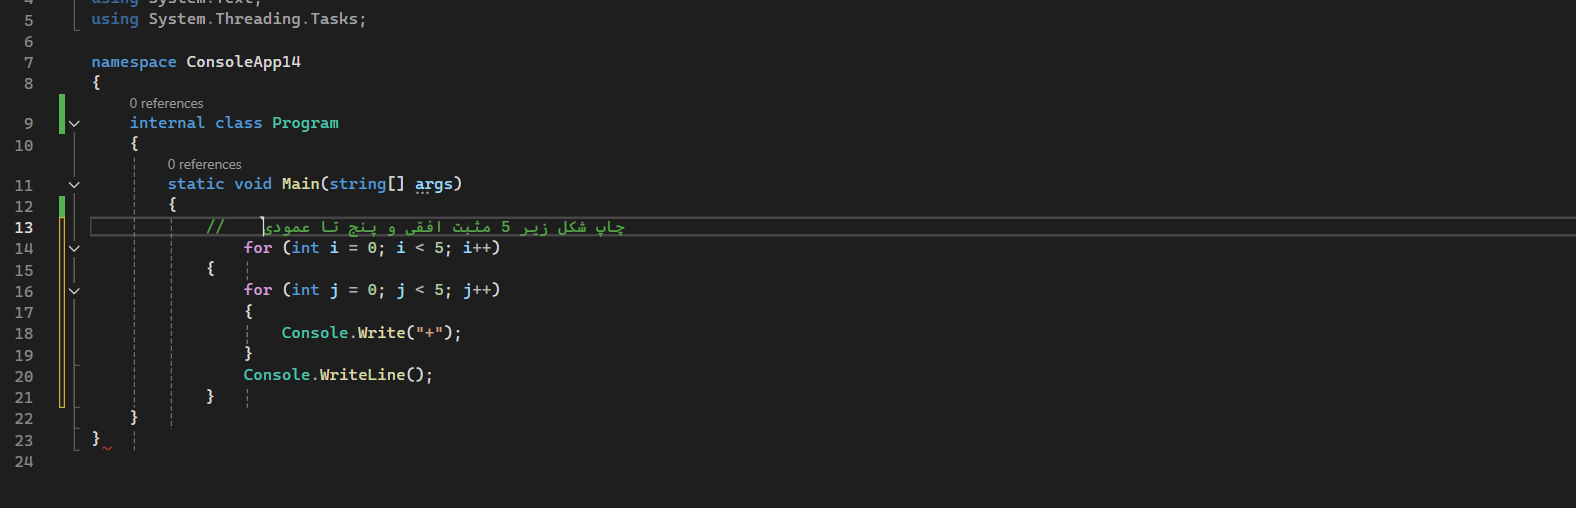 4 using System.Text;
5 using System.Threading.Tasks;
6
7 namespace ConsoleApp14
8 {
0 references
9 internal class Program
10 {
0 references
11 static void Main(string[] args)
12 {
13 // چاپ شکل زیر 5 مثبت افقی و پنج تا عمودی
14 for (int i = 0; i < 5; i++)
15 {
16 for (int j = 0; j < 5; j++)
17 {
18 Console.Write("+");
19 }
20 Console.WriteLine();
21 }
22 }
23 }
24